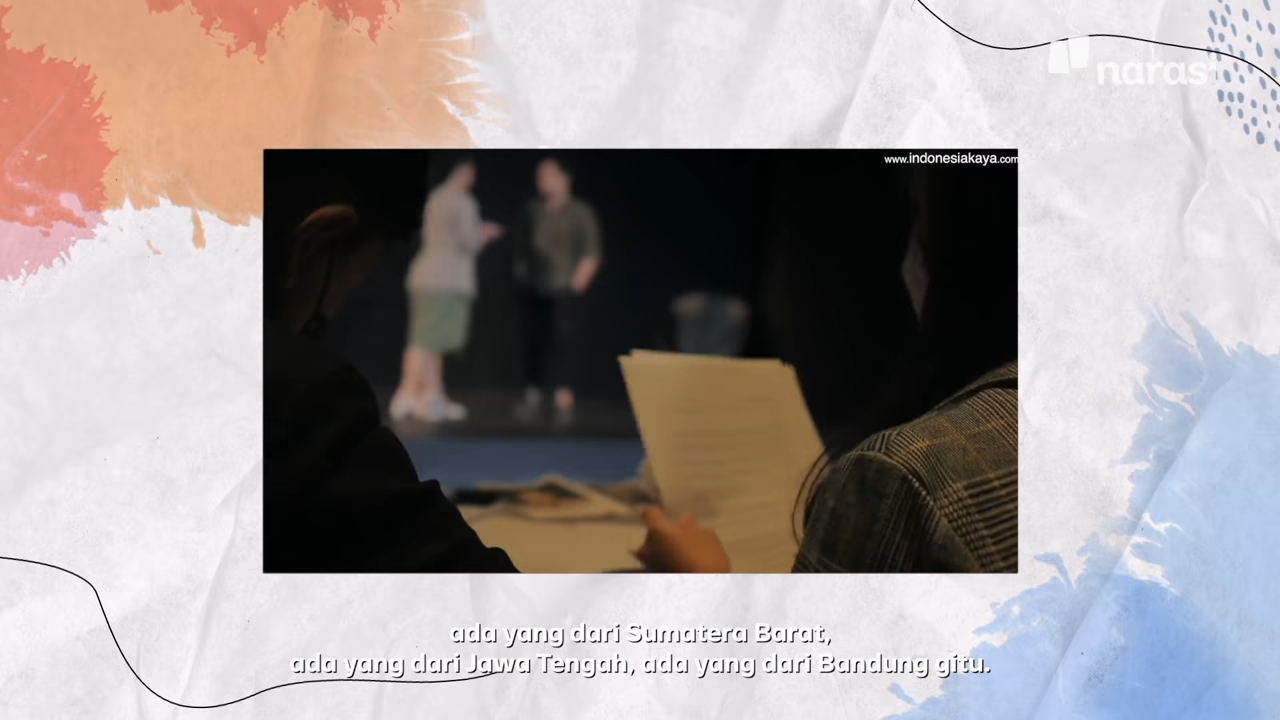 narasi
www.indonesiakaya.com
ada yang dari Sumatera Barat,
ada yang dari Jawa Tengah, ada yang dari Bandung gitu.